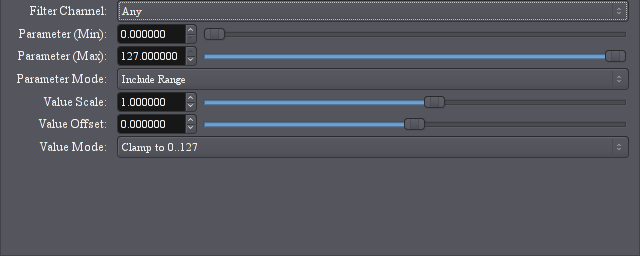 Filter Channel: Any
Parameter (Min): 0.000000
Parameter (Max): 127.000000
Parameter Mode: Include Range
Value Scale: 1.000000
Value Offset: 0.000000
Value Mode: Clamp to 0..127